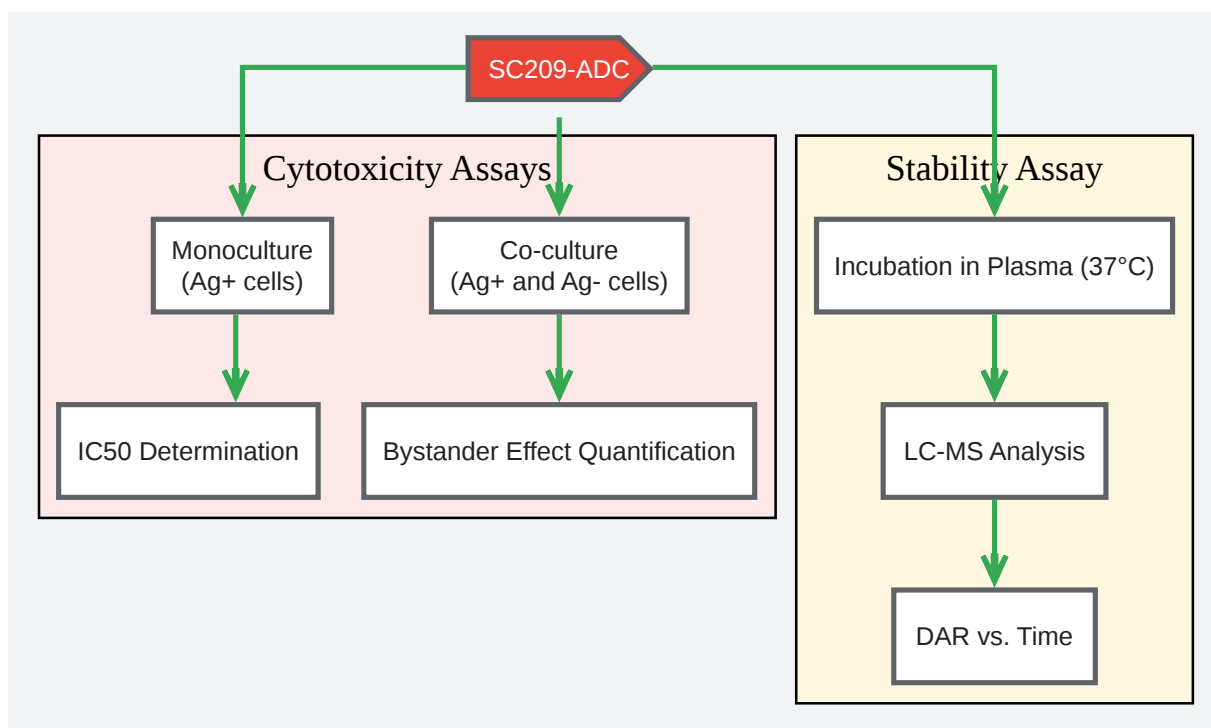 SC209-ADC
Cytotoxicity Assays
Monoculture
(Ag+ cells)
Co-culture
(Ag+ and Ag- cells)
IC50 Determination
Bystander Effect Quantification
Stability Assay
Incubation in Plasma (37°C)
LC-MS Analysis
DAR vs. Time